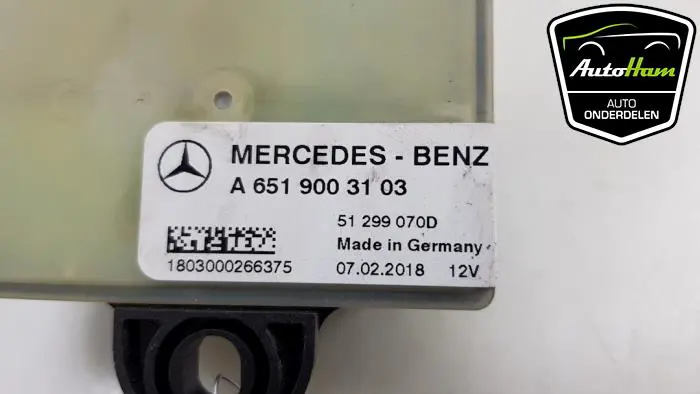 AutoHam
AUTO
ONDERDELEN
MERCEDES - BENZ
A 651 900 31 03
51 299 070D
Made in Germany
1803000266375
07.02.2018
12V